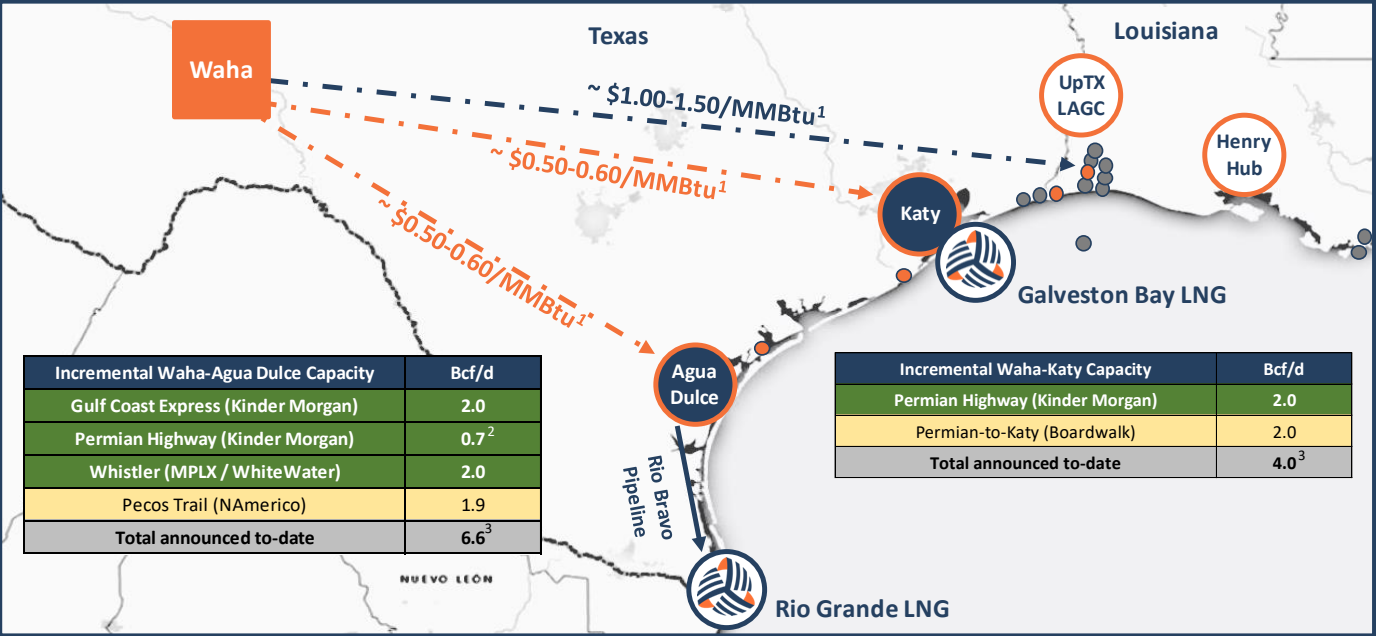 Texas
Louisiana
Waha
UpTX
LAGC
~ $1.00-1.50/MMBtu1
Henry
Hub
~ $0.50-0.60/MMBtu1
~ $0.50-0.60/MMBtu1
Katy
Galveston Bay LNG
Agua
Dulce
Incremental Waha-Agua Dulce Capacity Bcf/d
Gulf Coast Express (Kinder Morgan) 2.0
Permian Highway (Kinder Morgan) 0.72
Whistler (MPLX / WhiteWater) 2.0
Pecos Trail (NAmerico) 1.9
Total announced to-date 6.63
Incremental Waha-Katy Capacity Bcf/d
Permian Highway (Kinder Morgan) 2.0
Permian-to-Katy (Boardwalk) 2.0
Total announced to-date 4.03
Rio Bravo
Pipeline
NUEVO LEÓN
Rio Grande LNG